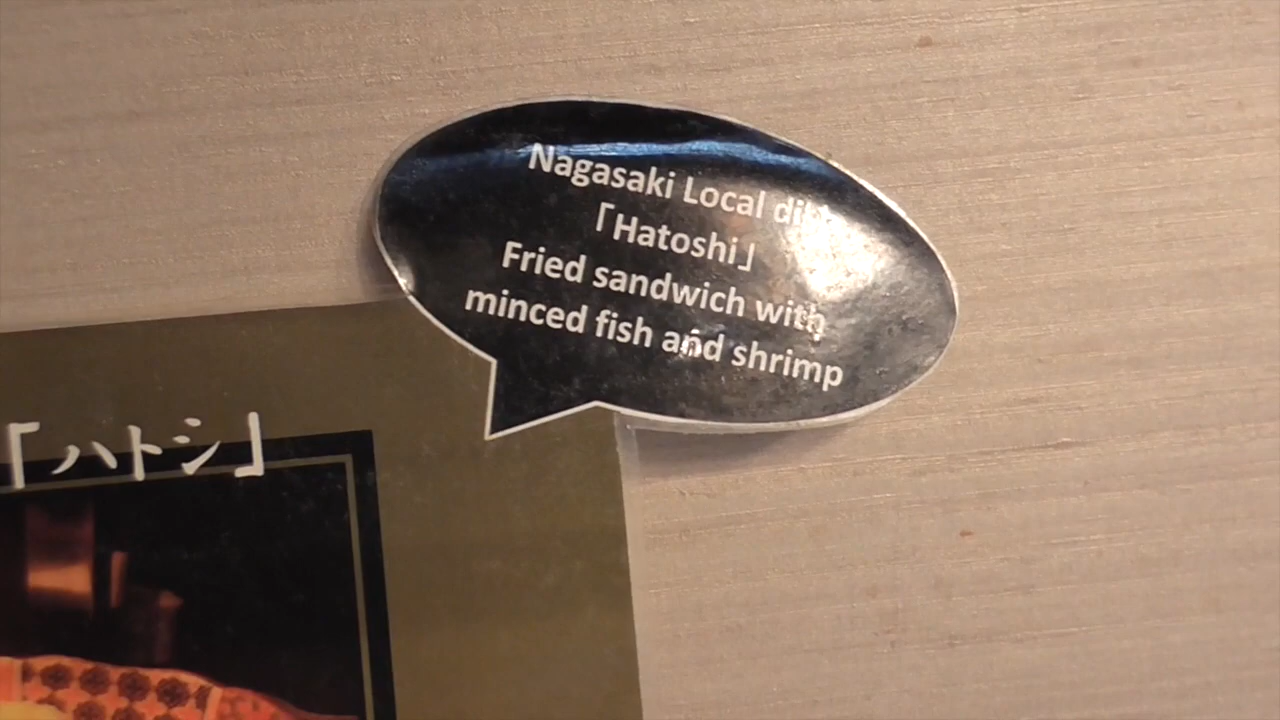 Nagasaki Local
「Hatoshi」
Fried sandwich with
minced fish and shrimp
「ハトシ」